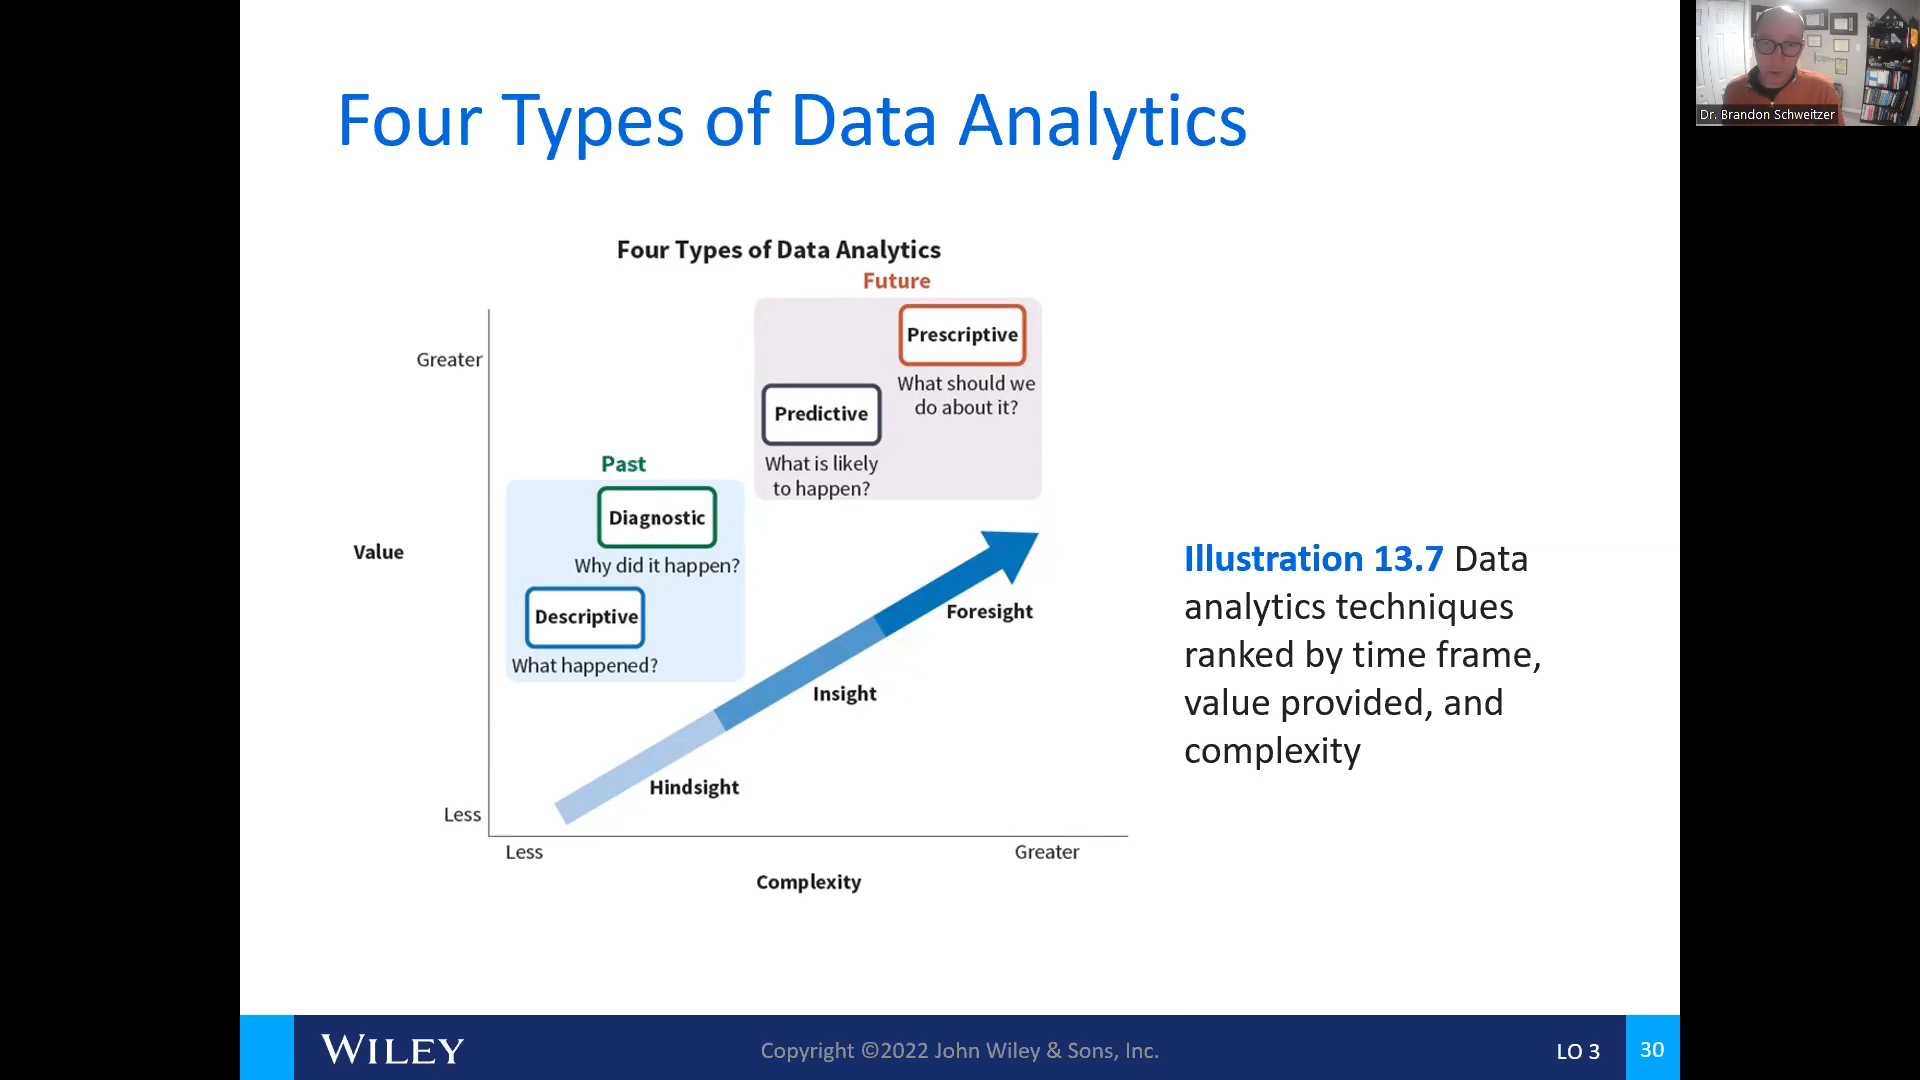 Four Types of Data Analytics
Dr. Brandon Schweitzer
Four Types of Data Analytics
Future
Prescriptive
What should we
do about it?
Predictive
What is likely
to happen?
Past
Diagnostic
Why did it happen?
Descriptive
What happened?
Greater
Value
Less
Foresight
Insight
Hindsight
Less
Greater
Complexity
Illustration 13.7 Data
analytics techniques
ranked by time frame,
value provided, and
complexity
WILEY
Copyright ©2022 John Wiley & Sons, Inc.
LO 3
30